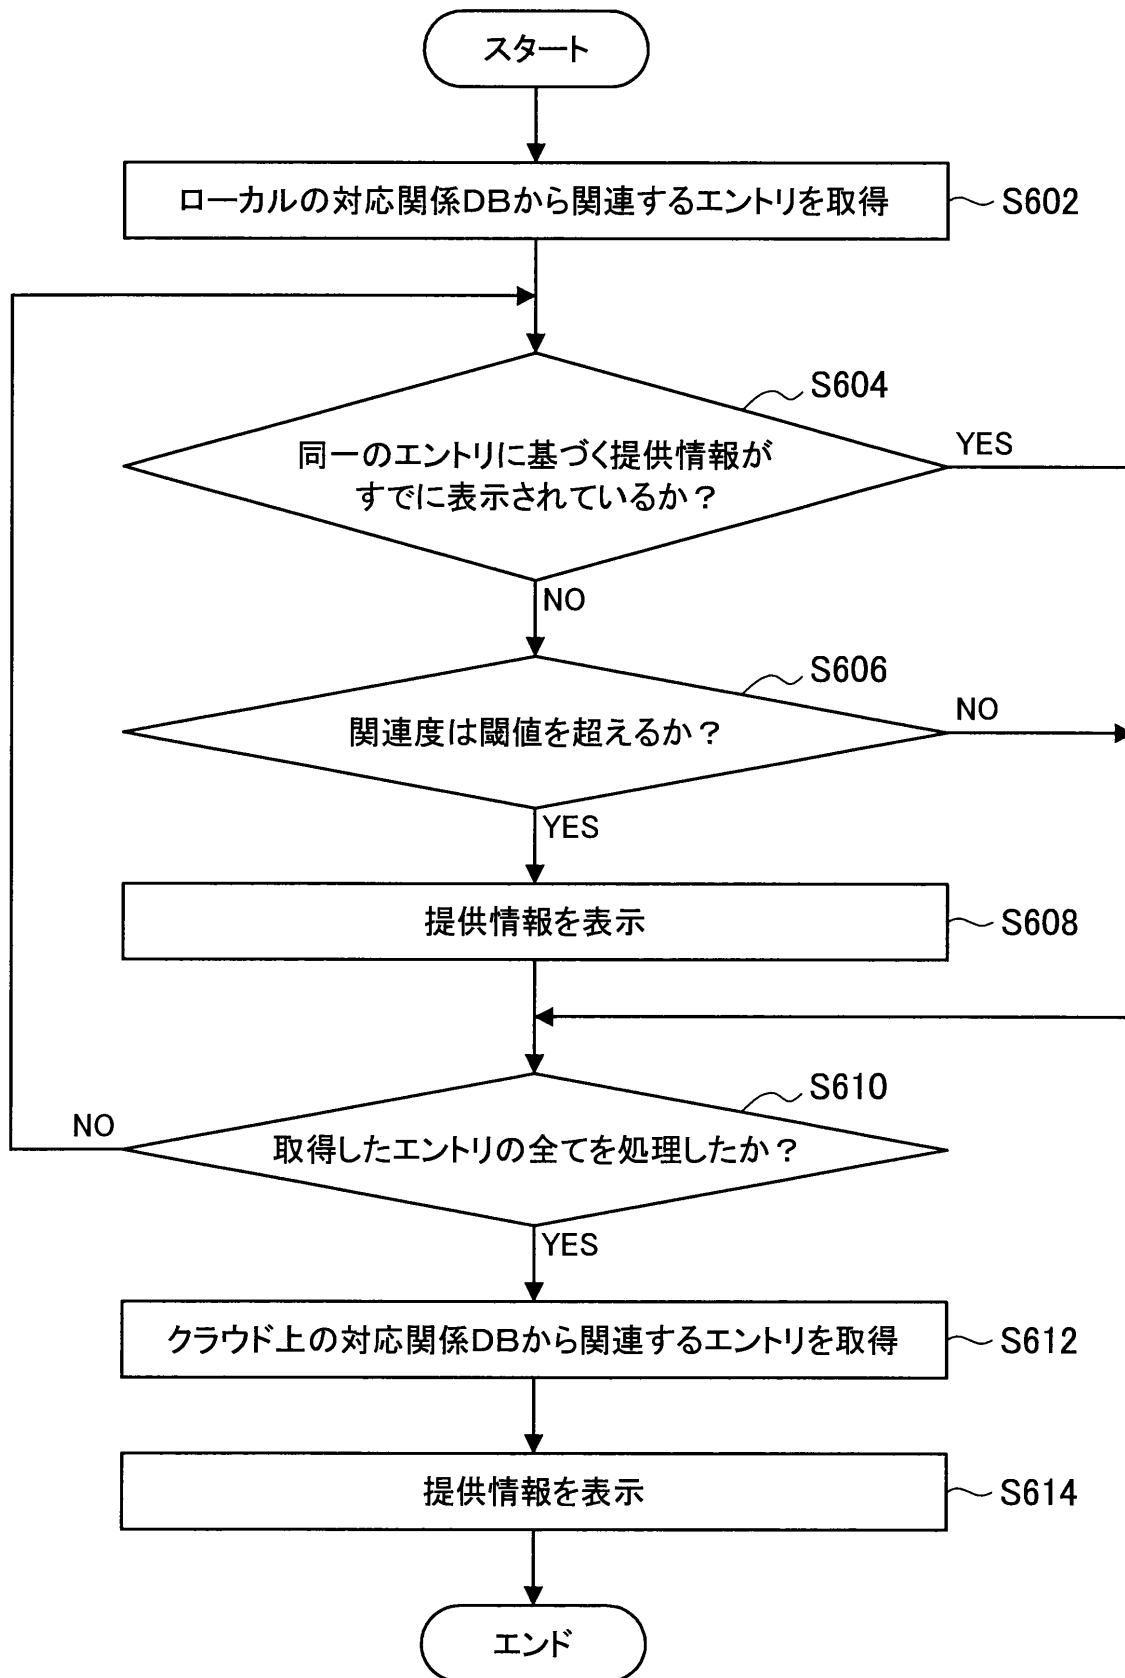 スタート
ローカルの対応関係DBから関連するエントリを取得
S602
S604
同一のエントリに基づく提供情報が
すでに表示されているか?
YES
NO
S606
関連度は閾値を超えるか?
NO
YES
提供情報を表示
S608
S610
取得したエントリの全てを処理したか?
NO
YES
クラウド上の対応関係DBから関連するエントリを取得
S612
提供情報を表示
S614
エンド